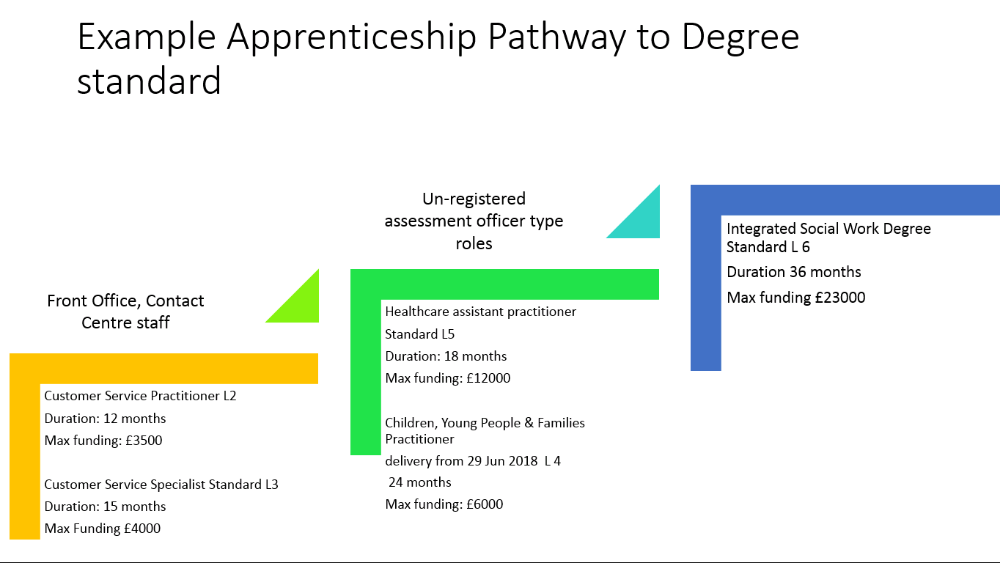 Example Apprenticeship Pathway to Degree
standard
Front Office, Contact
Centre staff
Customer Service Practitioner L2
Duration: 12 months
Max funding: £3500
Customer Service Specialist Standard L3
Duration: 15 months
Max Funding £4000
Un-registered
assessment officer type
roles
Healthcare assistant practitioner
Standard L5
Duration: 18 months
Max funding: £12000
Children, Young People & Families
Practitioner
delivery from 29 Jun 2018  L 4
24 months
Max funding: £6000
Integrated Social Work Degree
Standard L 6
Duration 36 months
Max funding £23000